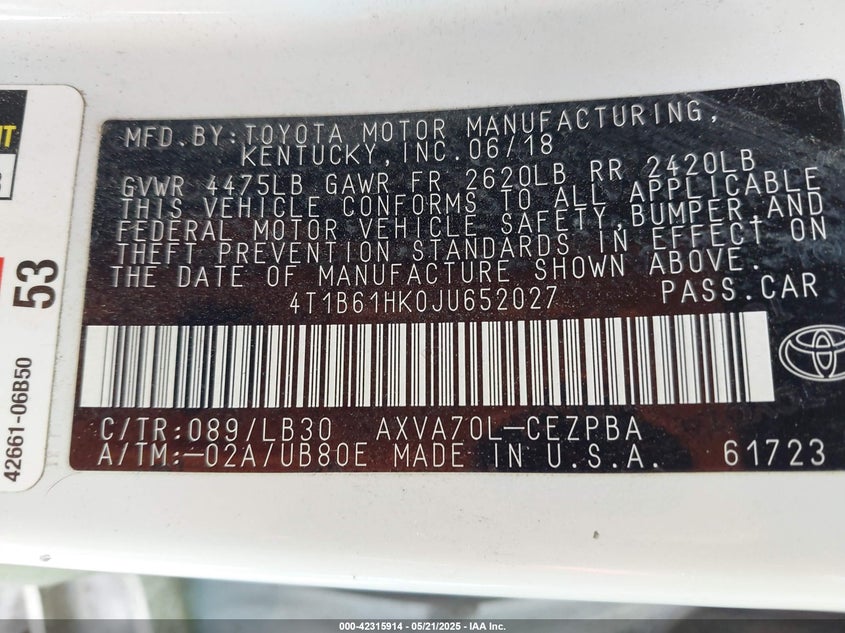 MFD. BY: TOYOTA MOTOR MANUFACTURING,
KENTUCKY, INC. 06/18
GVWR 4475LB GAWR FR 2620LB RR 2420LB
THIS VEHICLE CONFORMS TO ALL APPLICABLE
FEDERAL MOTOR VEHICLE SAFETY, BUMPER, AND
THEFT PREVENTION STANDARDS IN EFFECT ON
THE DATE OF MANUFACTURE SHOWN ABOVE.
4T1B61HK0JU652027 PASS. CAR
C/TR: 089/LB30 AXVA70L-CEZPBA
A/TM: -02A/UB80E MADE IN U.S.A. 61723
53
42661-06B50
000-42315914 - 05/21/2025 - IAA Inc.